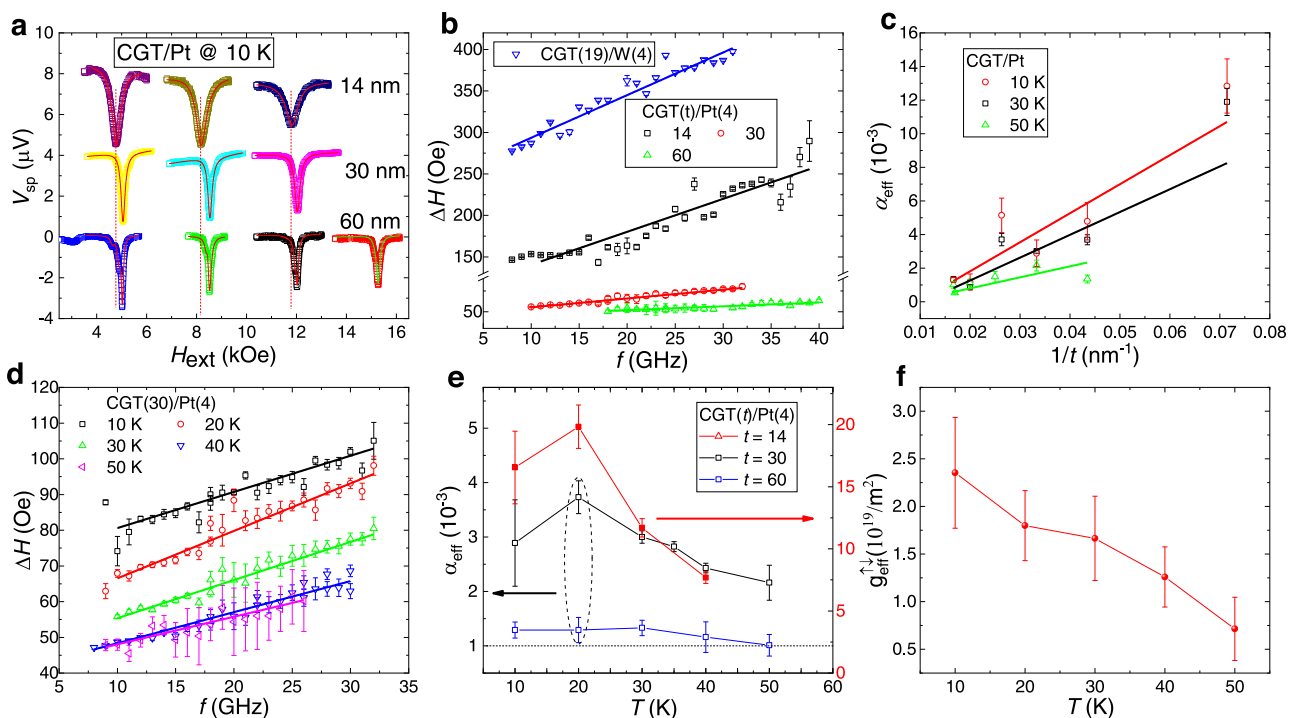 a
CGT/Pt @ 10 K
14 nm
30 nm
60 nm
8
6
4
2
0
-2
-4
V_sp (μV)
4 6 8 10 12 14 16
H_ext (kOe)
b
CGT(19)/W(4)
CGT(t)/Pt(4)
14 30
60
400
350
300
250
200
150
50
ΔH (Oe)
10 15 20 25 30 35 40
f (GHz)
c
CGT/Pt
10 K
30 K
50 K
16
14
12
10
8
6
4
2
0
α_eff (10^-3)
0.01 0.02 0.03 0.04 0.05 0.06 0.07 0.08
1/t (nm^-1)
d
CGT(30)/Pt(4)
10 K 20 K
30 K 40 K
50 K
120
110
100
90
80
70
60
50
40
ΔH (Oe)
5 10 15 20 25 30 35
f (GHz)
e
CGT(t)/Pt(4)
t = 14
t = 30
t = 60
5
4
3
2
1
α_eff (10^-3)
20
15
10
5
0
10 20 30 40 50 60
T (K)
f
3.0
2.5
2.0
1.5
1.0
0.5
g_eff^↑↓(10^19/m^2)
10 20 30 40 50
T (K)